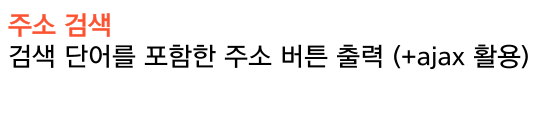 주소 검색
검색 단어를 포함한 주소 버튼 출력 (+ajax 활용)